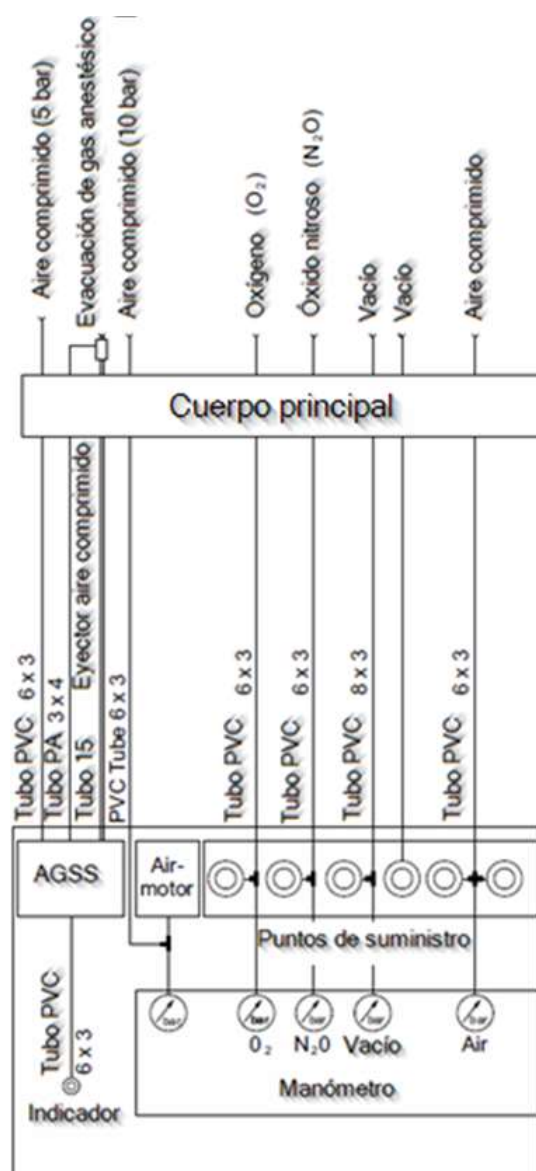 Aire comprimido (5 bar)
Evacuación de gas anestésico
Aire comprimido (10 bar)
Oxígeno (O₂)
Óxido nitroso (N₂O)
Vacío
Vacío
Aire comprimido
Cuerpo principal
Tubo PVC 6 x 3
Tubo PA 3 x 4
Tubo 15 Eyector aire comprimido
PVC Tube 6 x 3
Tubo PVC 6 x 3
Tubo PVC 6 x 3
Tubo PVC 8 x 3
Tubo PVC 6 x 3
AGSS
Air-
motor
Puntos de suministro
Tubo PVC
6 x 3
Indicador
bar
bar
bar
bar
bar
O₂
N₂O
Vacío
Air
Manómetro